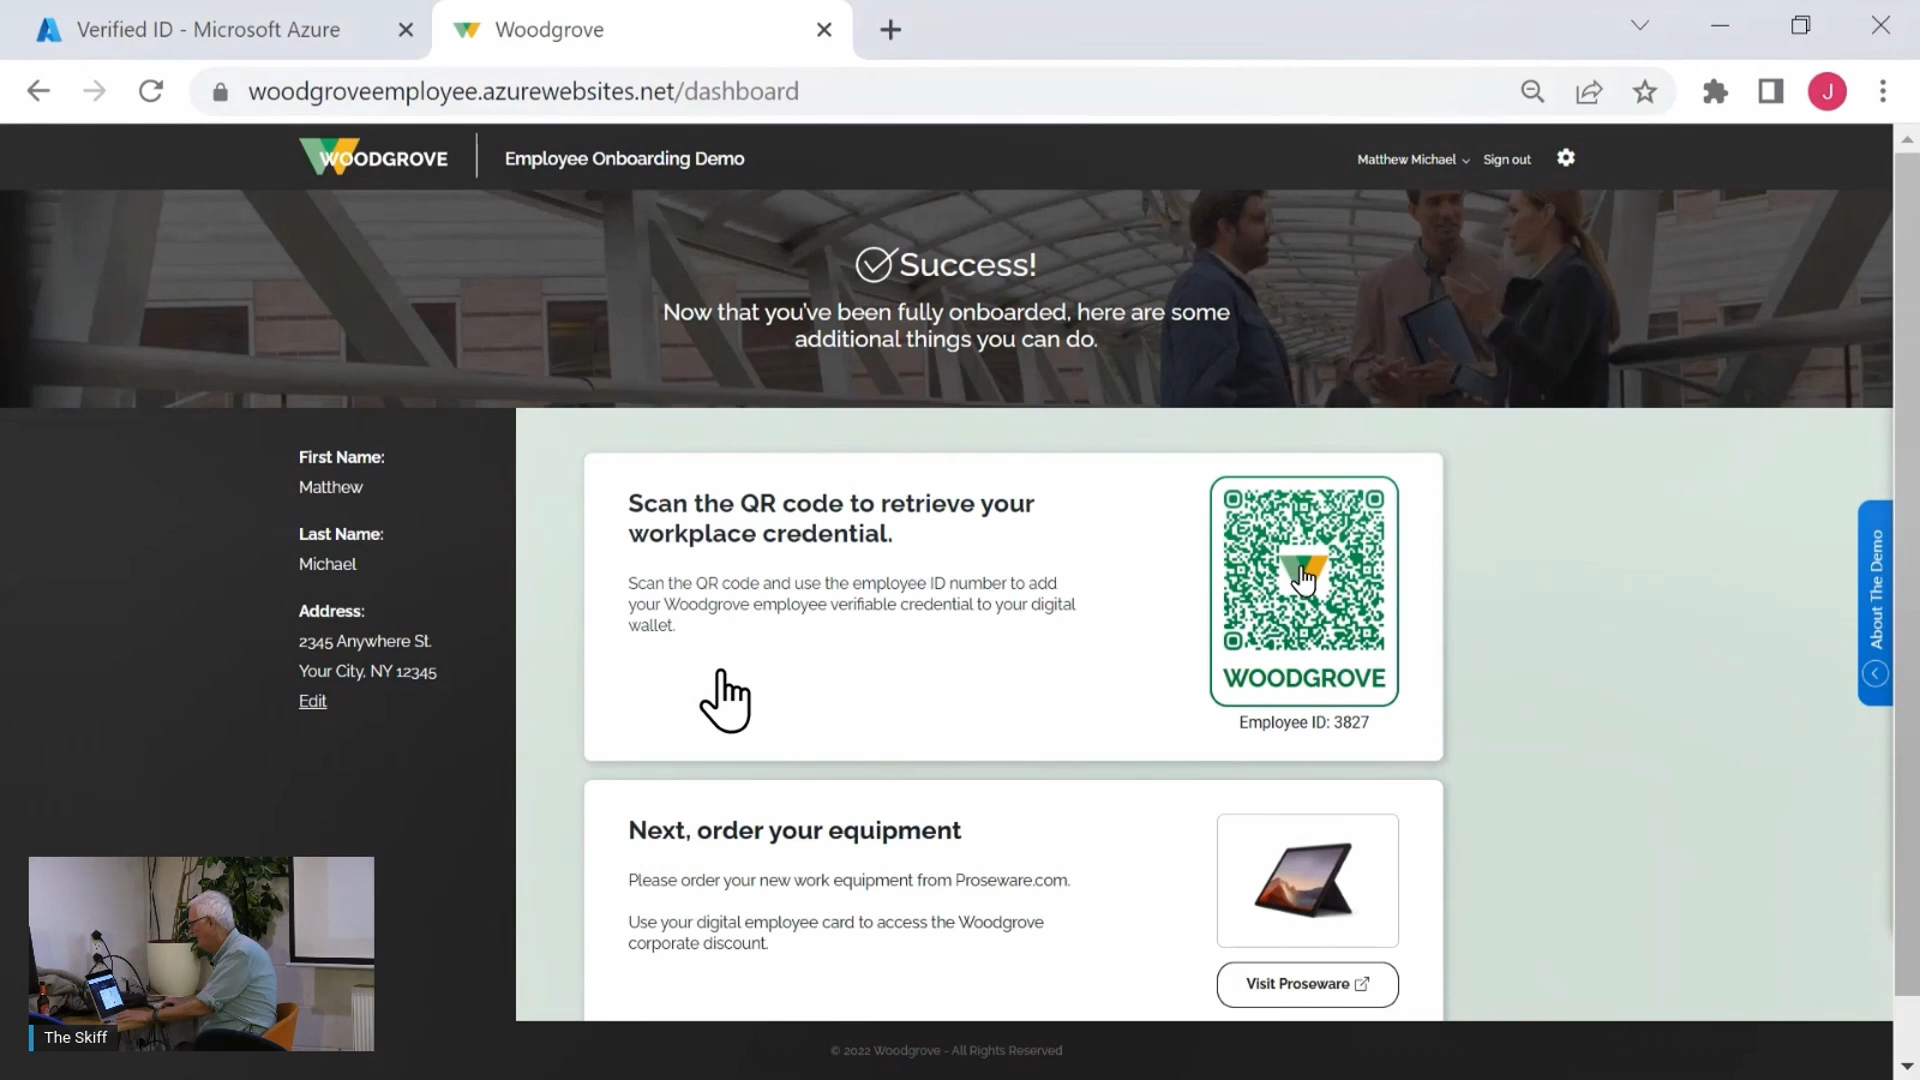 Verified ID - Microsoft Azure
Woodgrove
woodgroveemployee.azurewebsites.net/dashboard
J
WOODGROVE
Employee Onboarding Demo
Matthew Michael
Sign out
Success!
Now that you've been fully onboarded, here are some
additional things you can do.
First Name:
Matthew
Last Name:
Michael
Address:
2345 Anywhere St.
Your City, NY 12345
Edit
Scan the QR code to retrieve your
workplace credential.
Scan the QR code and use the employee ID number to add
your Woodgrove employee verifiable credential to your digital
wallet.
WOODGROVE
Employee ID: 3827
About The Demo
Next, order your equipment
Please order your new work equipment from Proseware.com.
Use your digital employee card to access the Woodgrove
corporate discount.
Visit Proseware
The Skiff
© 2022 Woodgrove - All Rights Reserved